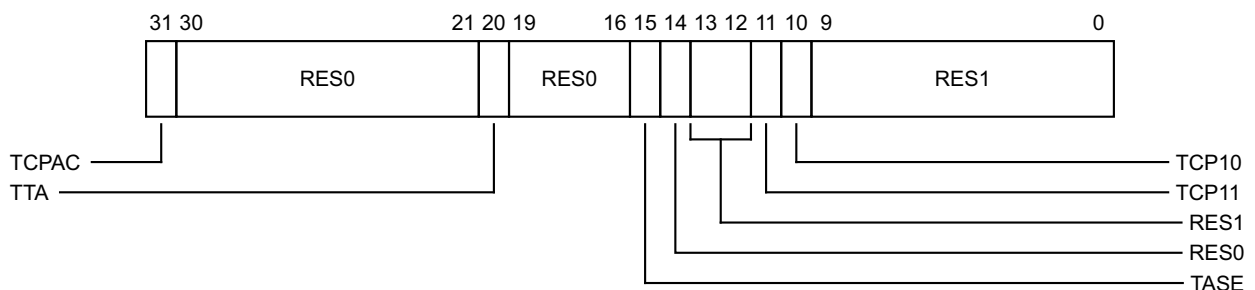 31 30 21 20 19 16 15 14 13 12 11 10 9 0
RES0 RES0 RES1
TCPAC TCP10
TTA TCP11
RES1
RES0
TASE